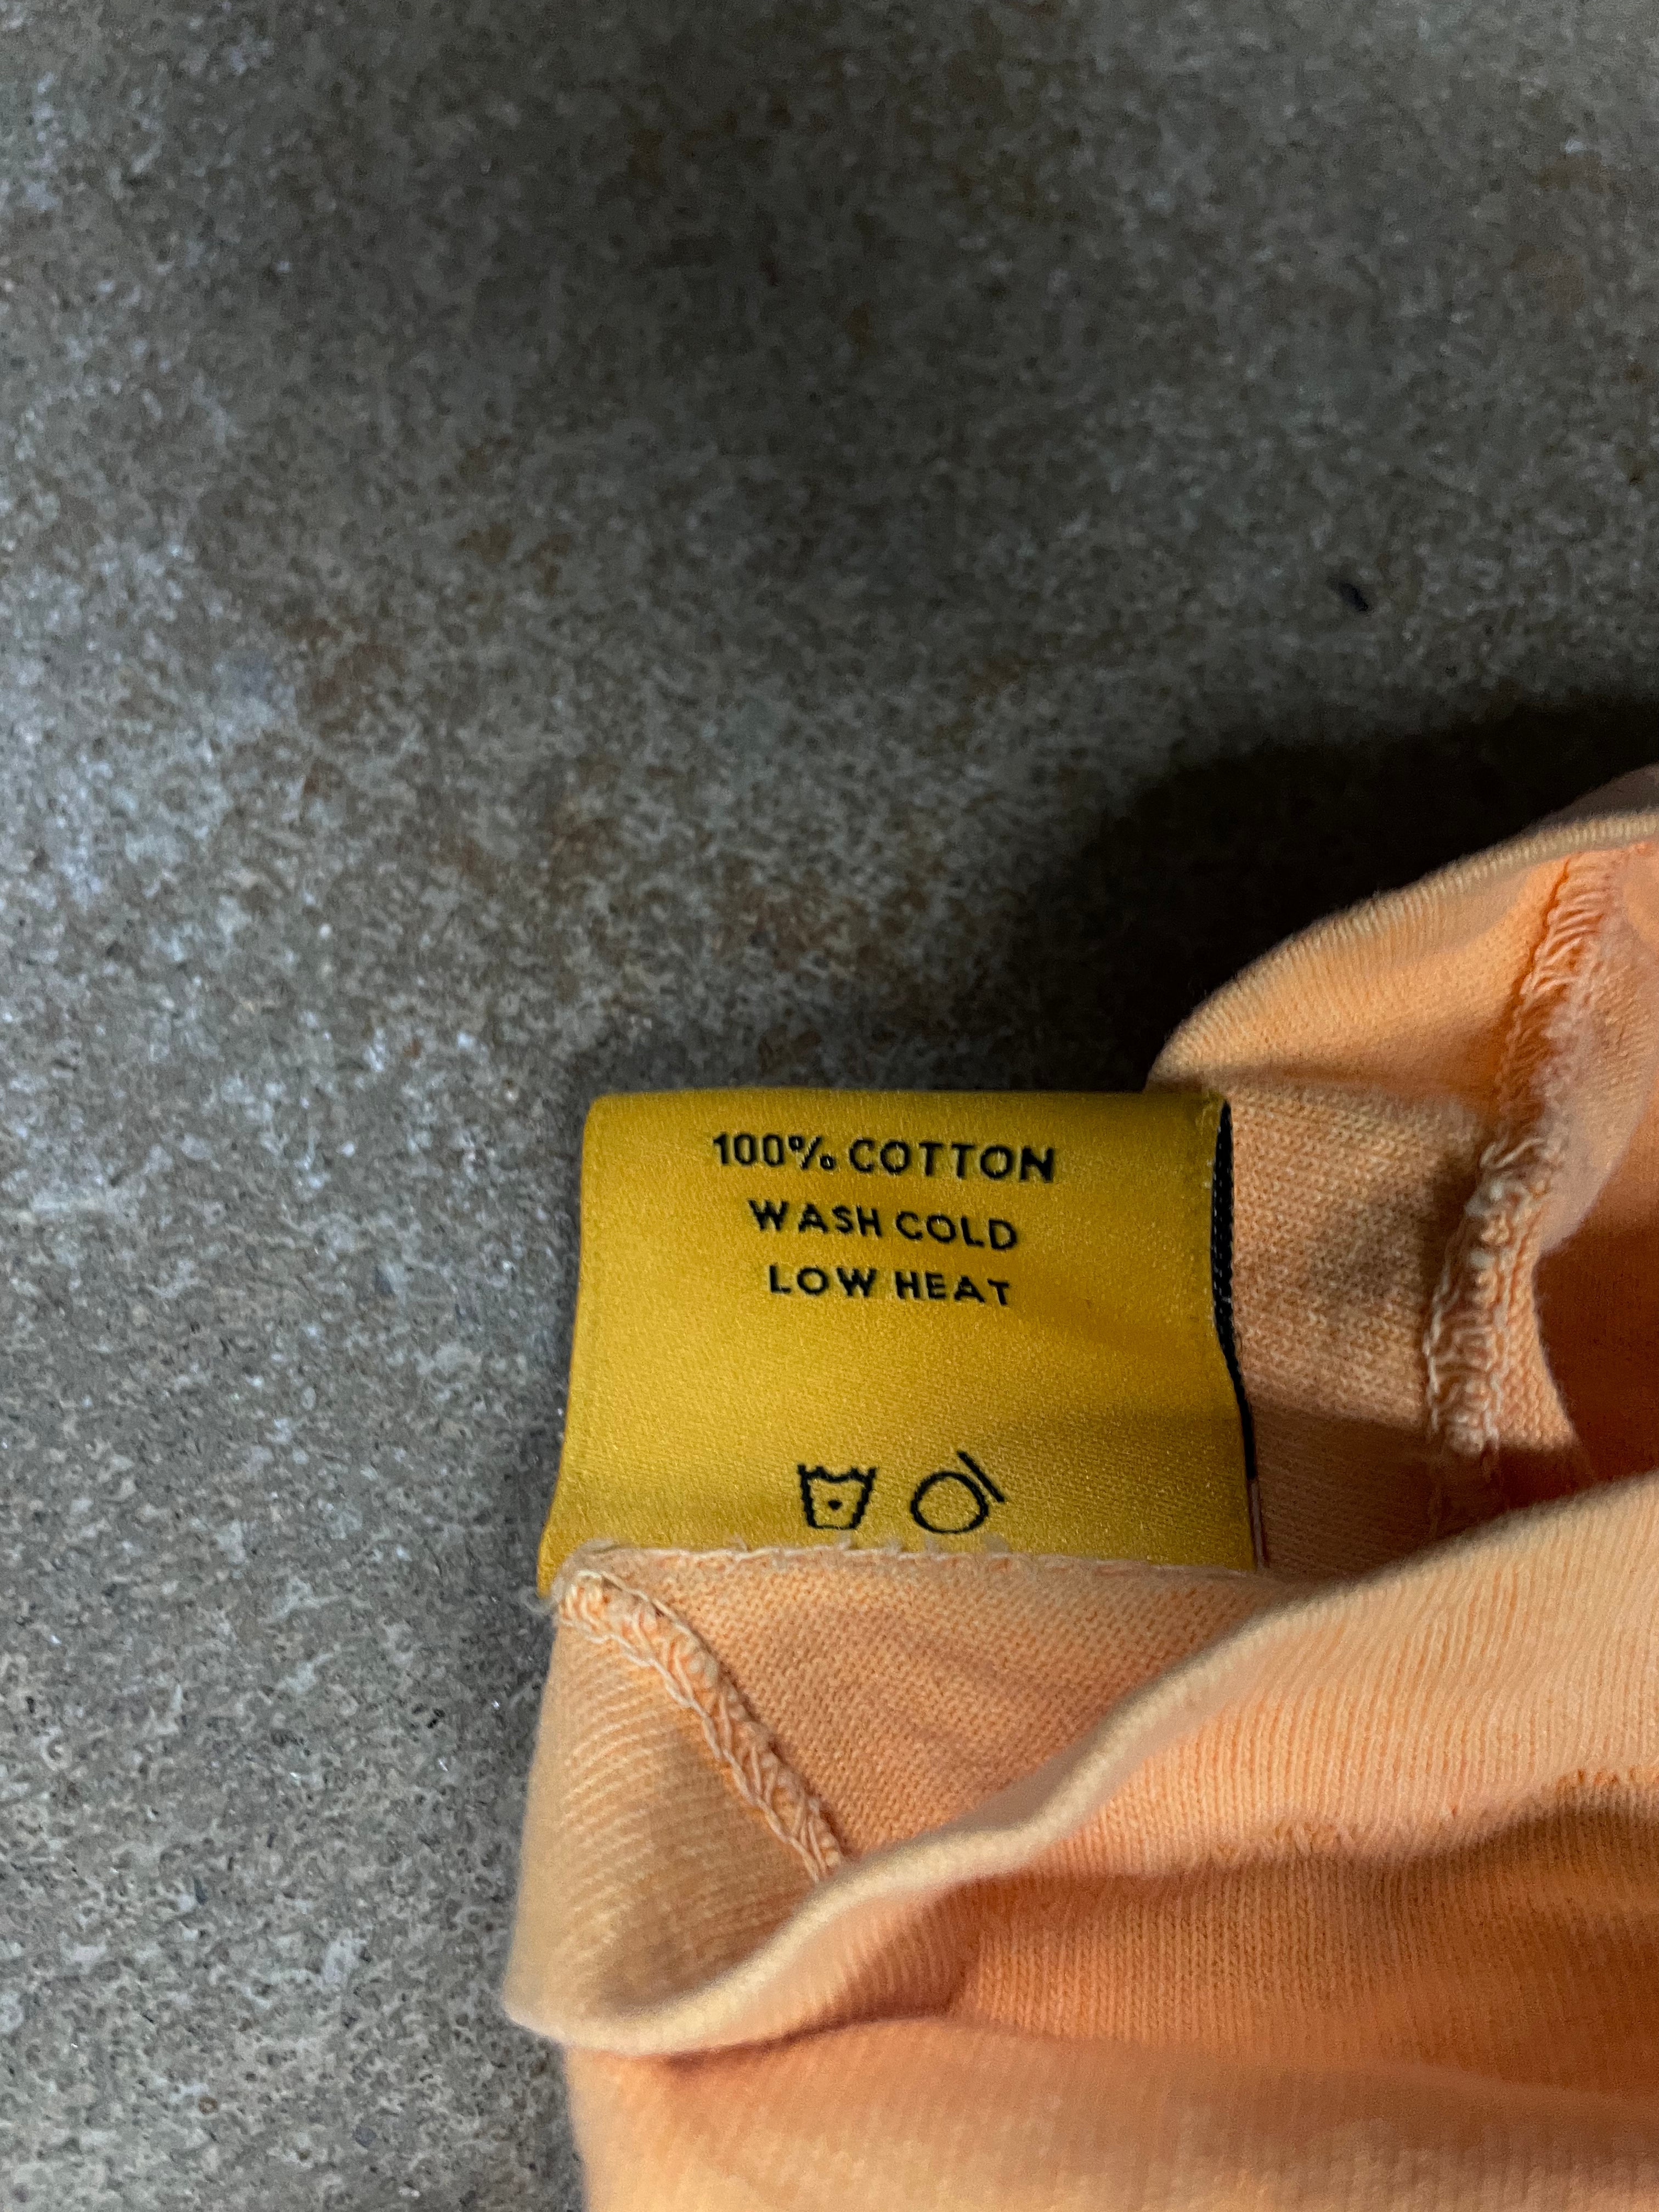 100% COTTON
WASH COLD
LOW HEAT